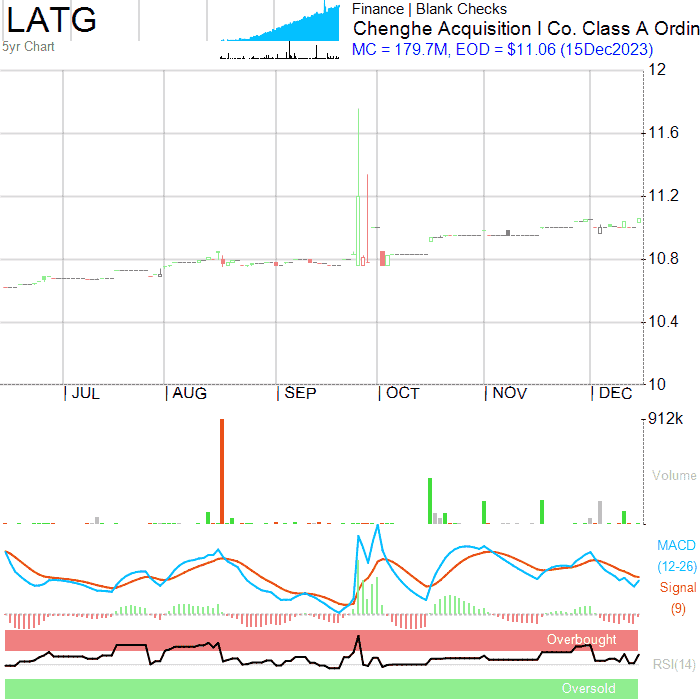 LATG
5yr Chart
Finance | Blank Checks
Chenghe Acquisition I Co. Class A Ordin
MC = 179.7M, EOD = $11.06 (15Dec2023)
12
11.6
11.2
10.8
10.4
10
JUL
AUG
SEP
OCT
NOV
DEC
912k
Volume
MACD
(12-26)
Signal
(9)
Overbought
RSI(14)
Oversold